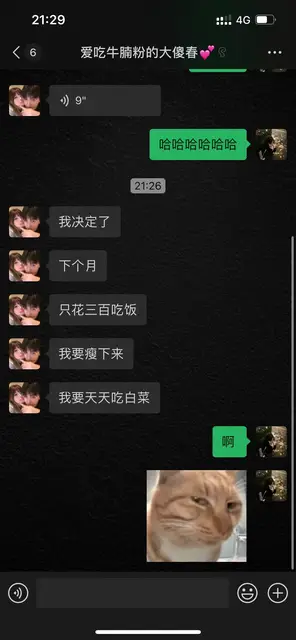 21:29
4G
6
爱吃牛腩粉的大傻春💕
9"
哈哈哈哈哈哈
21:26
我决定了
下个月
只花三百吃饭
我要瘦下来
我要天天吃白菜
啊